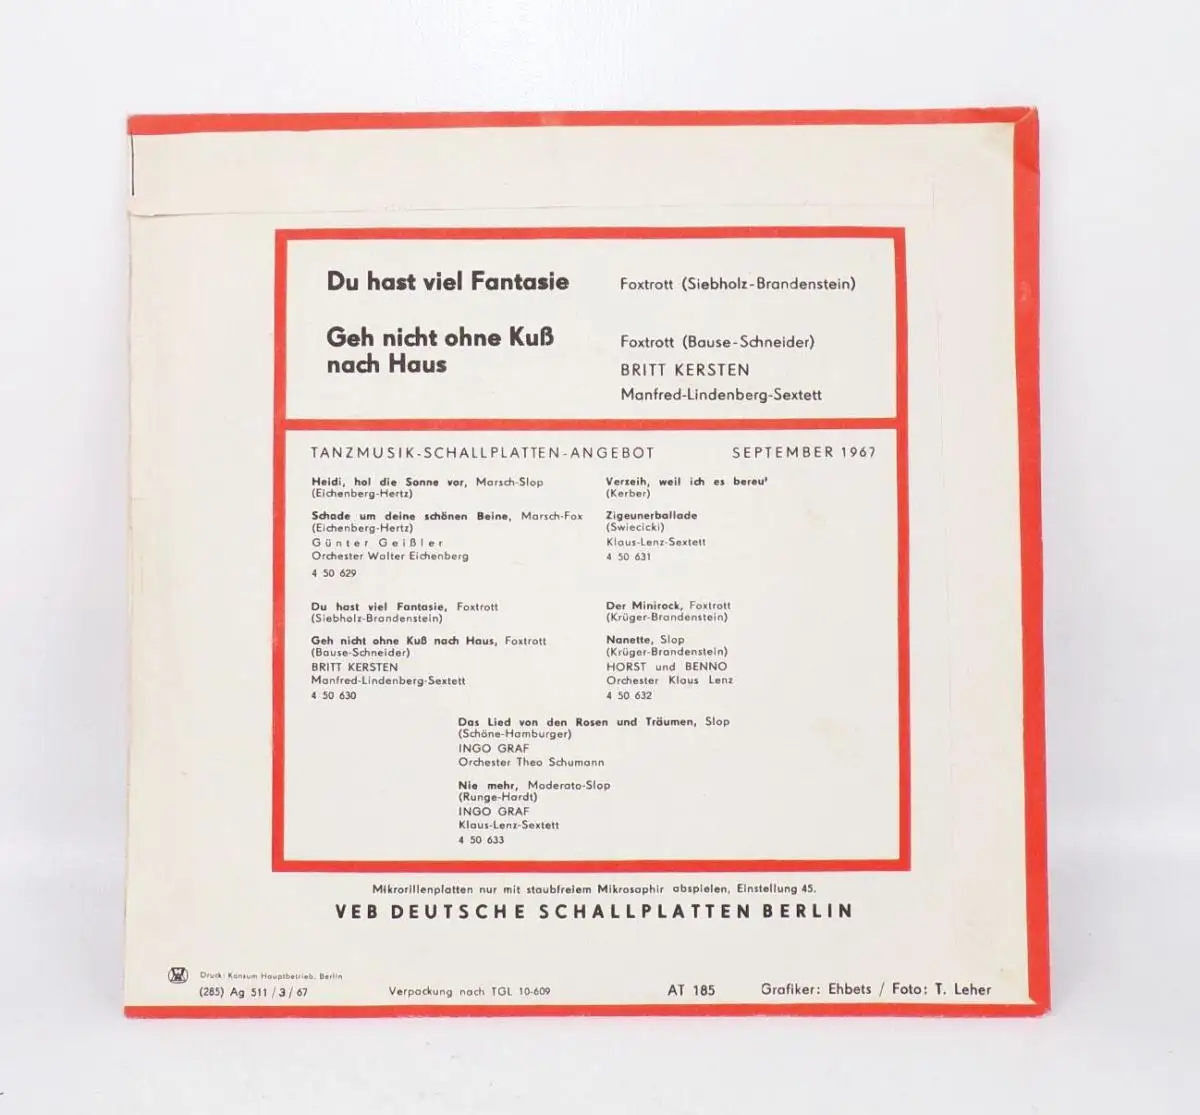 Du hast viel Fantasie Foxtrott (Siebholz-Brandenstein)
Geh nicht ohne Kuß
nach Haus
Foxtrott (Bause-Schneider)
BRITT KERSTEN
Manfred-Lindenberg-Sextett
TANZMUSIK-SCHALLPLATTEN-ANGEBOT SEPTEMBER 1967
Heidi, hol die Sonne vor, Marsch-Slop
(Eichenberg-Hertz)
Schade um deine schönen Beine, Marsch-Fox
(Eichenberg-Hertz)
Günter Geißler
Orchester Walter Eichenberg
4 50 629
Verzeih, weil ich es bereu'
(Kerber)
Zigeunerballade
(Swiecicki)
Klaus-Lenz-Sextett
4 50 631
Du hast viel Fantasie, Foxtrott
(Siebholz-Brandenstein)
Geh nicht ohne Kuß nach Haus, Foxtrott
(Bause-Schneider)
BRITT KERSTEN
Manfred-Lindenberg-Sextett
4 50 630
Der Minirock, Foxtrott
(Krüger-Brandenstein)
Nanette, Slop
(Krüger-Brandenstein)
HORST und BENNO
Orchester Klaus Lenz
4 50 632
Das Lied von den Rosen und Träumen, Slop
(Schöne-Hamburger)
INGO GRAF
Orchester Theo Schumann
Nie mehr, Moderato-Slop
(Runge-Hardt)
INGO GRAF
Klaus-Lenz-Sextett
4 50 633
Mikrorillenplatten nur mit staubfreiem Mikrosaphir abspielen, Einstellung 45.
VEB DEUTSCHE SCHALLPLATTEN BERLIN
Druck: Konsum Hauptbetrieb, Berlin
(285) Ag 511/3/67 Verpackung nach TGL 10-609 AT 185 Grafiker: Ehbets / Foto: T. Leher